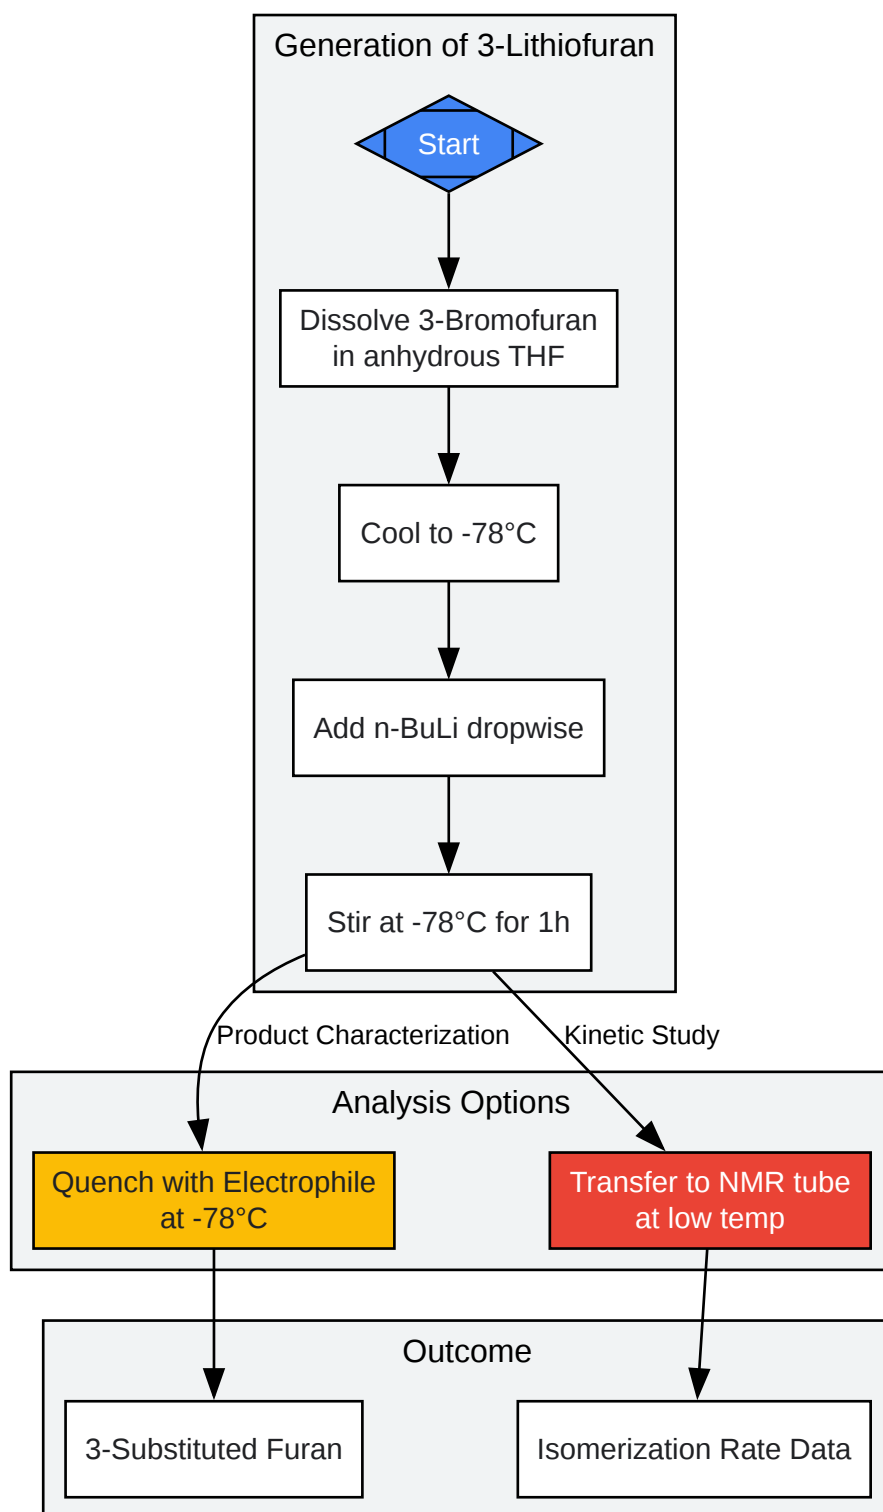 Generation of 3-Lithiofuran
Start
Dissolve 3-Bromofuran
in anhydrous THF
Cool to -78°C
Add n-BuLi dropwise
Stir at -78°C for 1h
Product Characterization
Kinetic Study
Analysis Options
Quench with Electrophile
at -78°C
Transfer to NMR tube
at low temp
Outcome
3-Substituted Furan
Isomerization Rate Data